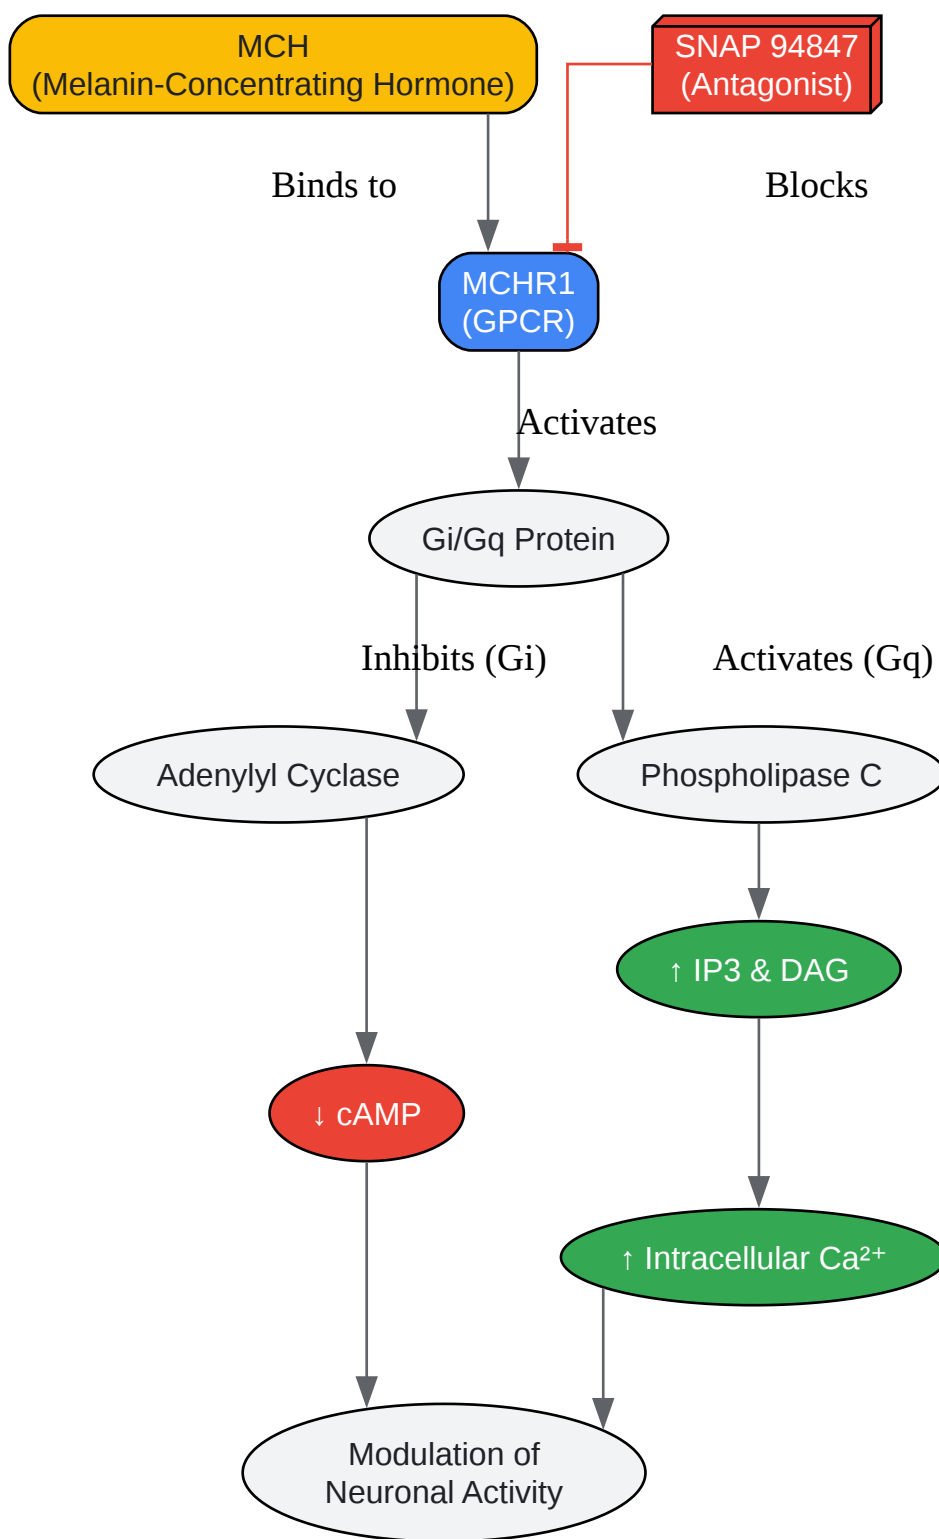 MCH
(Melanin-Concentrating Hormone)
SNAP 94847
(Antagonist)
Binds to
Blocks
MCHR1
(GPCR)
Activates
Gi/Gq Protein
Inhibits (Gi)
Activates (Gq)
Adenylyl Cyclase
Phospholipase C
↑ IP3 & DAG
↓ cAMP
↑ Intracellular Ca²⁺
Modulation of
Neuronal Activity